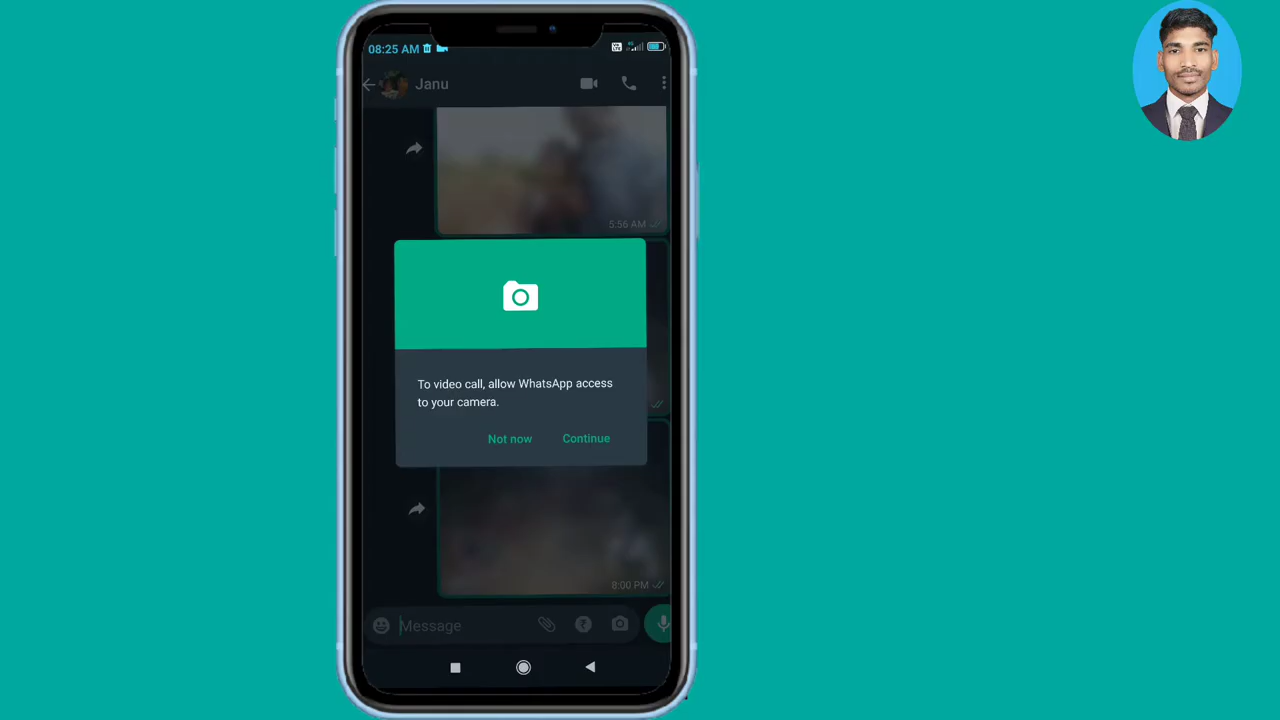 08:25 AM
Janu
5:56 AM
To video call, allow WhatsApp access
to your camera.
Not now
Continue
8:00 PM
Message